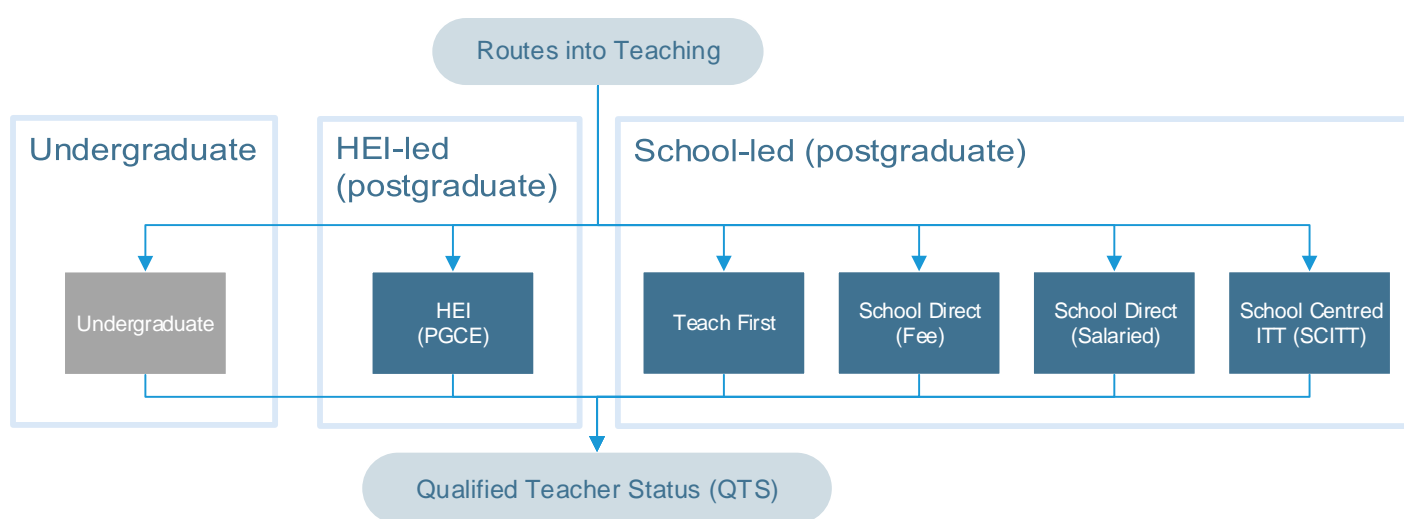 Routes into Teaching
Undergraduate
HEI-led
(postgraduate)
School-led (postgraduate)
Undergraduate
HEI
(PGCE)
Teach First
School Direct
(Fee)
School Direct
(Salaried)
School Centred
ITT (SCITT)
Qualified Teacher Status (QTS)